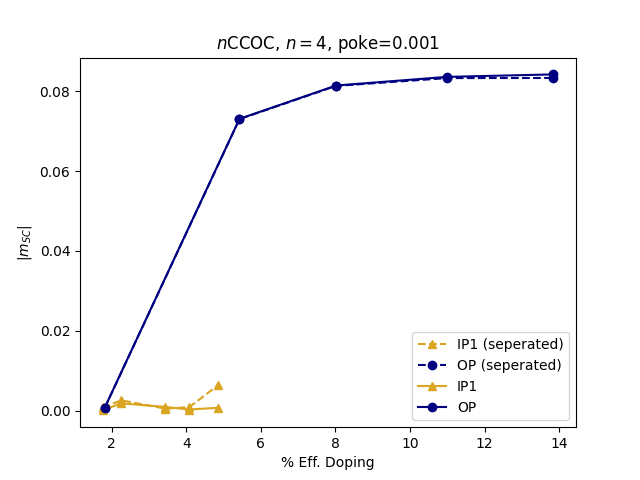 nCCOC, n = 4, poke=0.001
|m_SC|
0.08
0.06
0.04
0.02
0.00
2 4 6 8 10 12 14
% Eff. Doping
IP1 (seperated)
OP (seperated)
IP1
OP